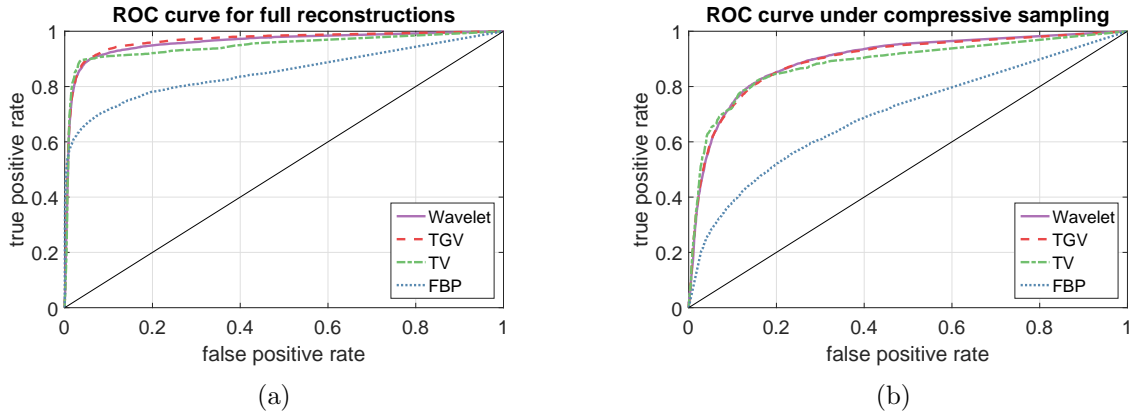 ROC curve for full reconstructions
true positive rate
1
0.8
0.6
0.4
0.2
0
Wavelet
TGV
TV
FBP
0 0.2 0.4 0.6 0.8 1
false positive rate
(a)
ROC curve under compressive sampling
true positive rate
1
0.8
0.6
0.4
0.2
0
Wavelet
TGV
TV
FBP
0 0.2 0.4 0.6 0.8 1
false positive rate
(b)